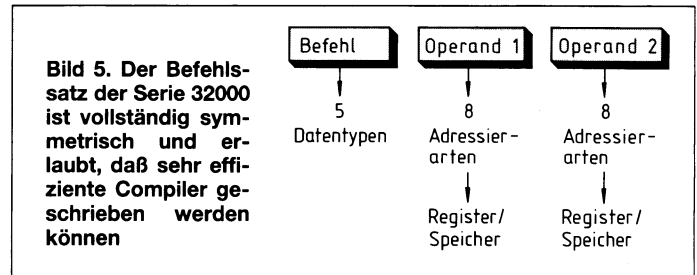 Bild 5. Der Befehls-
satz der Serie 32000
ist vollständig sym-
metrisch und er-
laubt, daß sehr effi-
ziente Compiler ge-
schrieben werden
können
Befehl
5
Datentypen
Operand 1
8
Adressier-
arten
Register/
Speicher
Operand 2
8
Adressier-
arten
Register/
Speicher